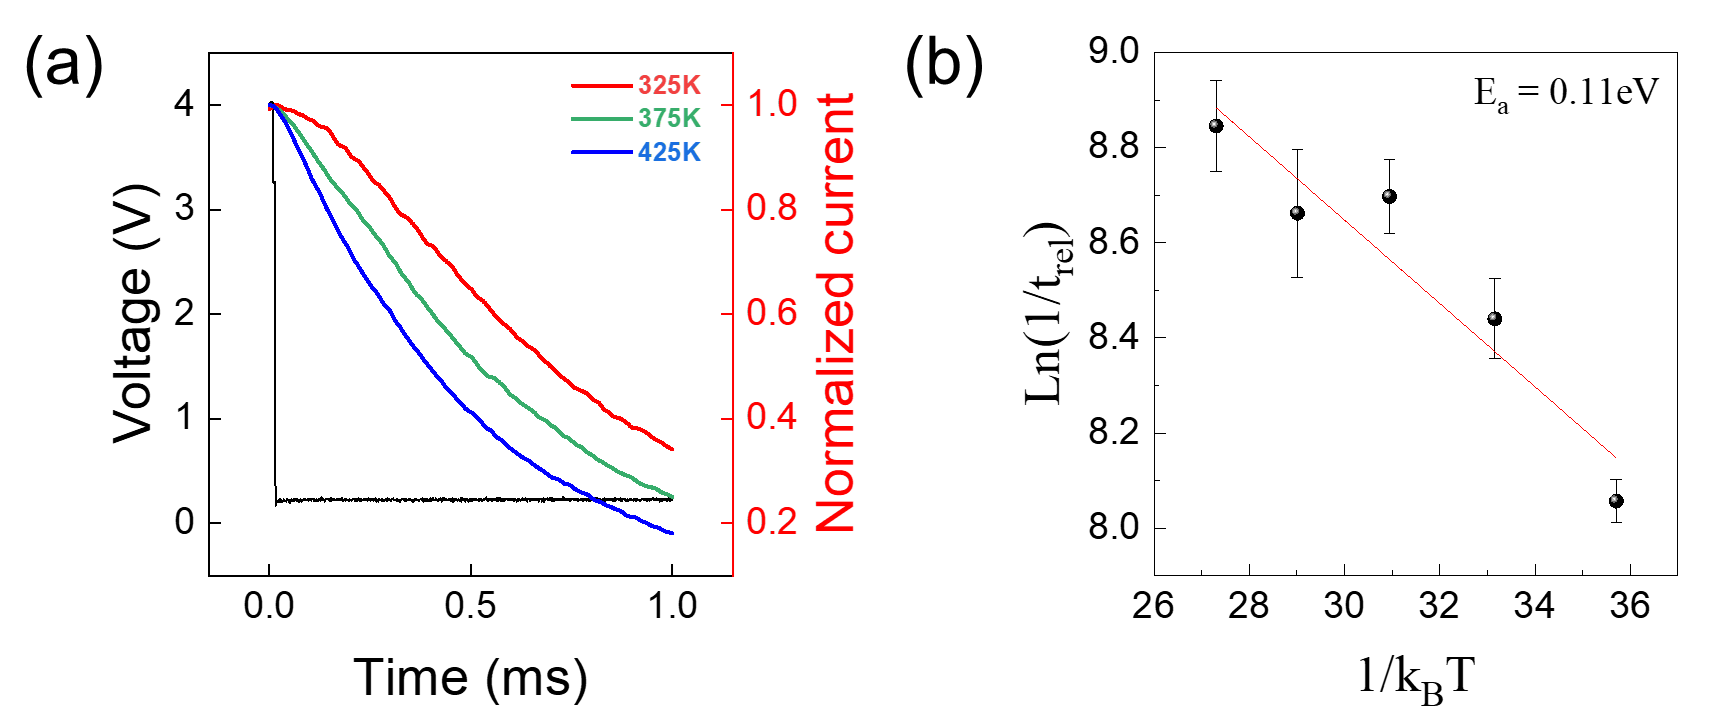 (a)
Voltage (V)
4
3
2
1
0
325K
375K
425K
1.0
0.8
0.6
0.4
0.2
Normalized current
0.0
0.5
1.0
Time (ms)
(b)
Ln(1/t_rel)
9.0
8.8
8.6
8.4
8.2
8.0
E_a = 0.11eV
26
28
30
32
34
36
1/k_BT